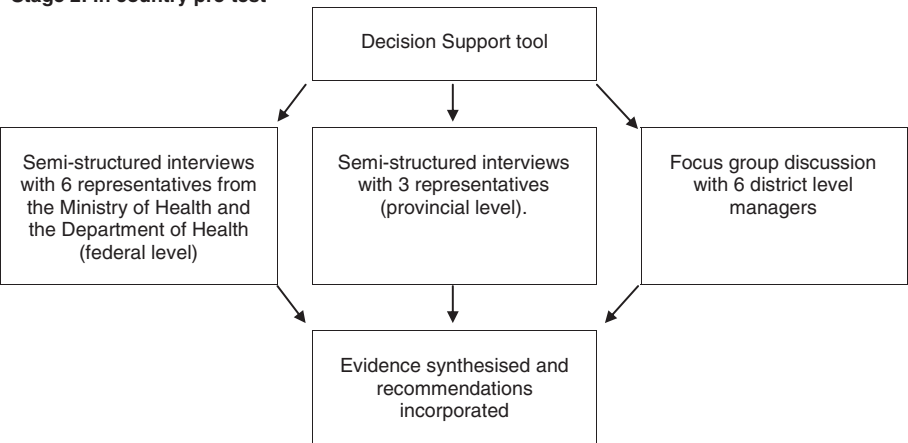 Stage 2: In country pre-test
Decision Support tool
Semi-structured interviews
with 6 representatives from
the Ministry of Health and
the Department of Health
(federal level)
Semi-structured interviews
with 3 representatives
(provincial level).
Focus group discussion
with 6 district level
managers
Evidence synthesised and
recommendations
incorporated